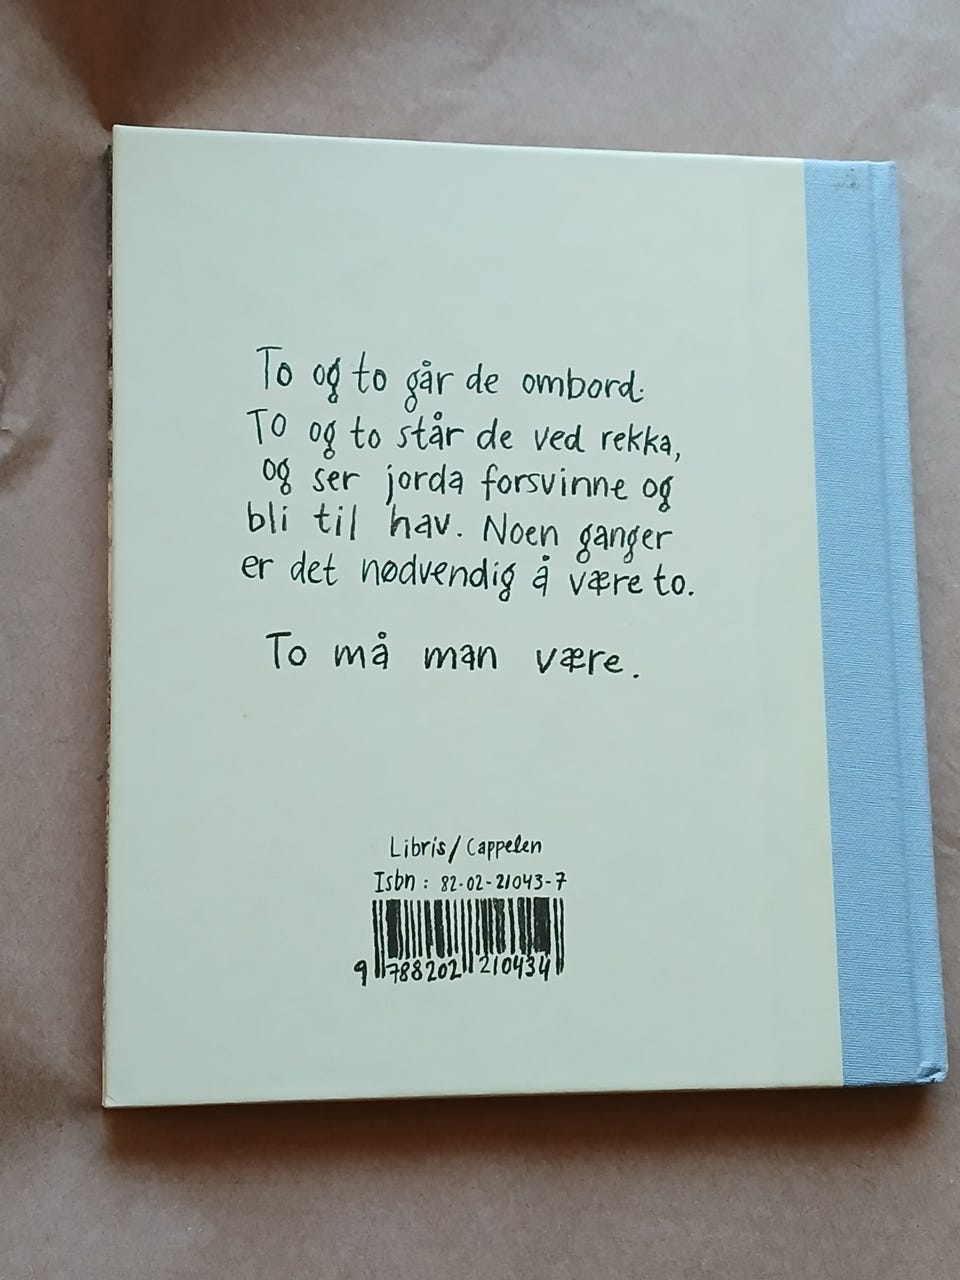 To og to går de ombord.
To og to står de ved rekka,
og ser jorda forsvinne og
bli til hav. Noen ganger
er det nødvendig å være to.
To må man være.
Libris/Cappelen
Isbn: 82-02-21043-7
9 788202 210434